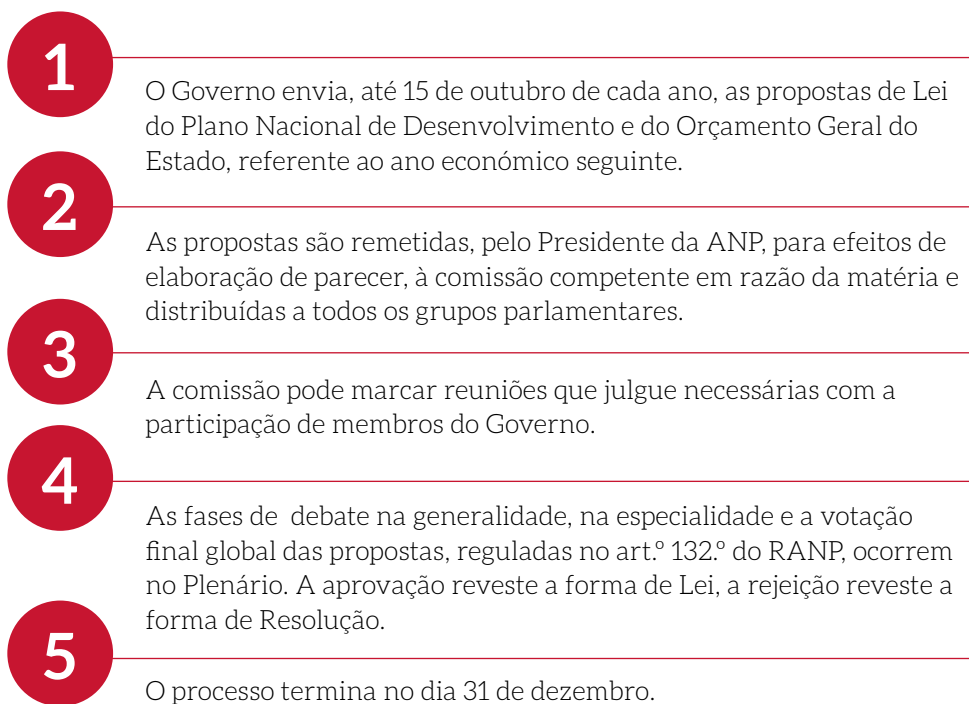 1
O Governo envia, até 15 de outubro de cada ano, as propostas de Lei
do Plano Nacional de Desenvolvimento e do Orçamento Geral do
Estado, referente ao ano económico seguinte.
2
As propostas são remetidas, pelo Presidente da ANP, para efeitos de
elaboração de parecer, à comissão competente em razão da matéria e
distribuídas a todos os grupos parlamentares.
3
A comissão pode marcar reuniões que julgue necessárias com a
participação de membros do Governo.
4
As fases de debate na generalidade, na especialidade e a votação
final global das propostas, reguladas no art.º 132.º do RANP, ocorrem
no Plenário. A aprovação reveste a forma de Lei, a rejeição reveste a
forma de Resolução.
5
O processo termina no dia 31 de dezembro.